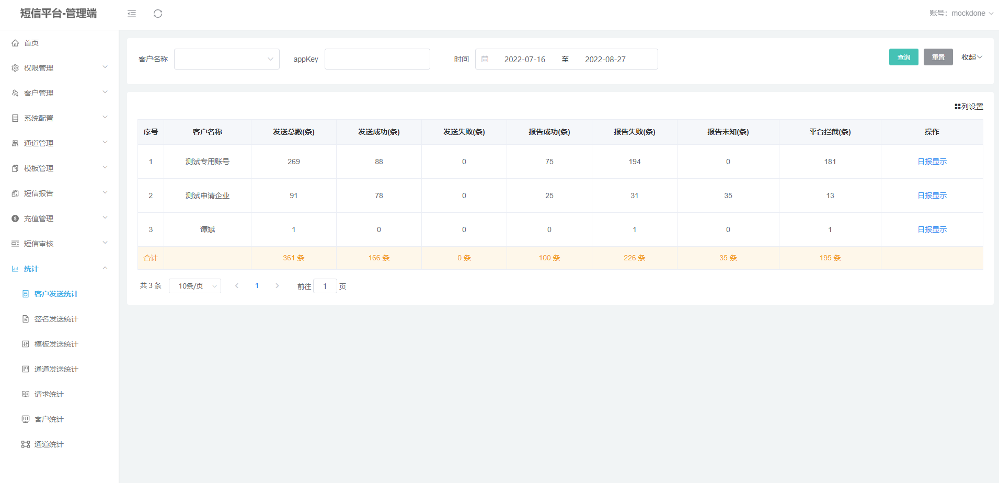 短信平台-管理端
账号：mockdone
首页
权限管理
客户管理
系统配置
通道管理
模板管理
短信报告
充值管理
短信审核
统计
客户发送统计
签名发送统计
模板发送统计
通道发送统计
请求统计
客户统计
通道统计
客户名称 appKey 时间 2022-07-16 至 2022-08-27 查询 重置 收起
列设置
序号 客户名称 发送总数(条) 发送成功(条) 发送失败(条) 报告成功(条) 报告失败(条) 报告未知(条) 平台拦截(条) 操作
1 测试专用账号 269 88 0 75 194 0 181 日报显示
2 测试申请企业 91 78 0 25 31 35 13 日报显示
3 谭斌 1 0 0 0 1 0 1 日报显示
合计 361 条 166 条 0 条 100 条 226 条 35 条 195 条
共 3 条 10条/页 1 前往 1 页